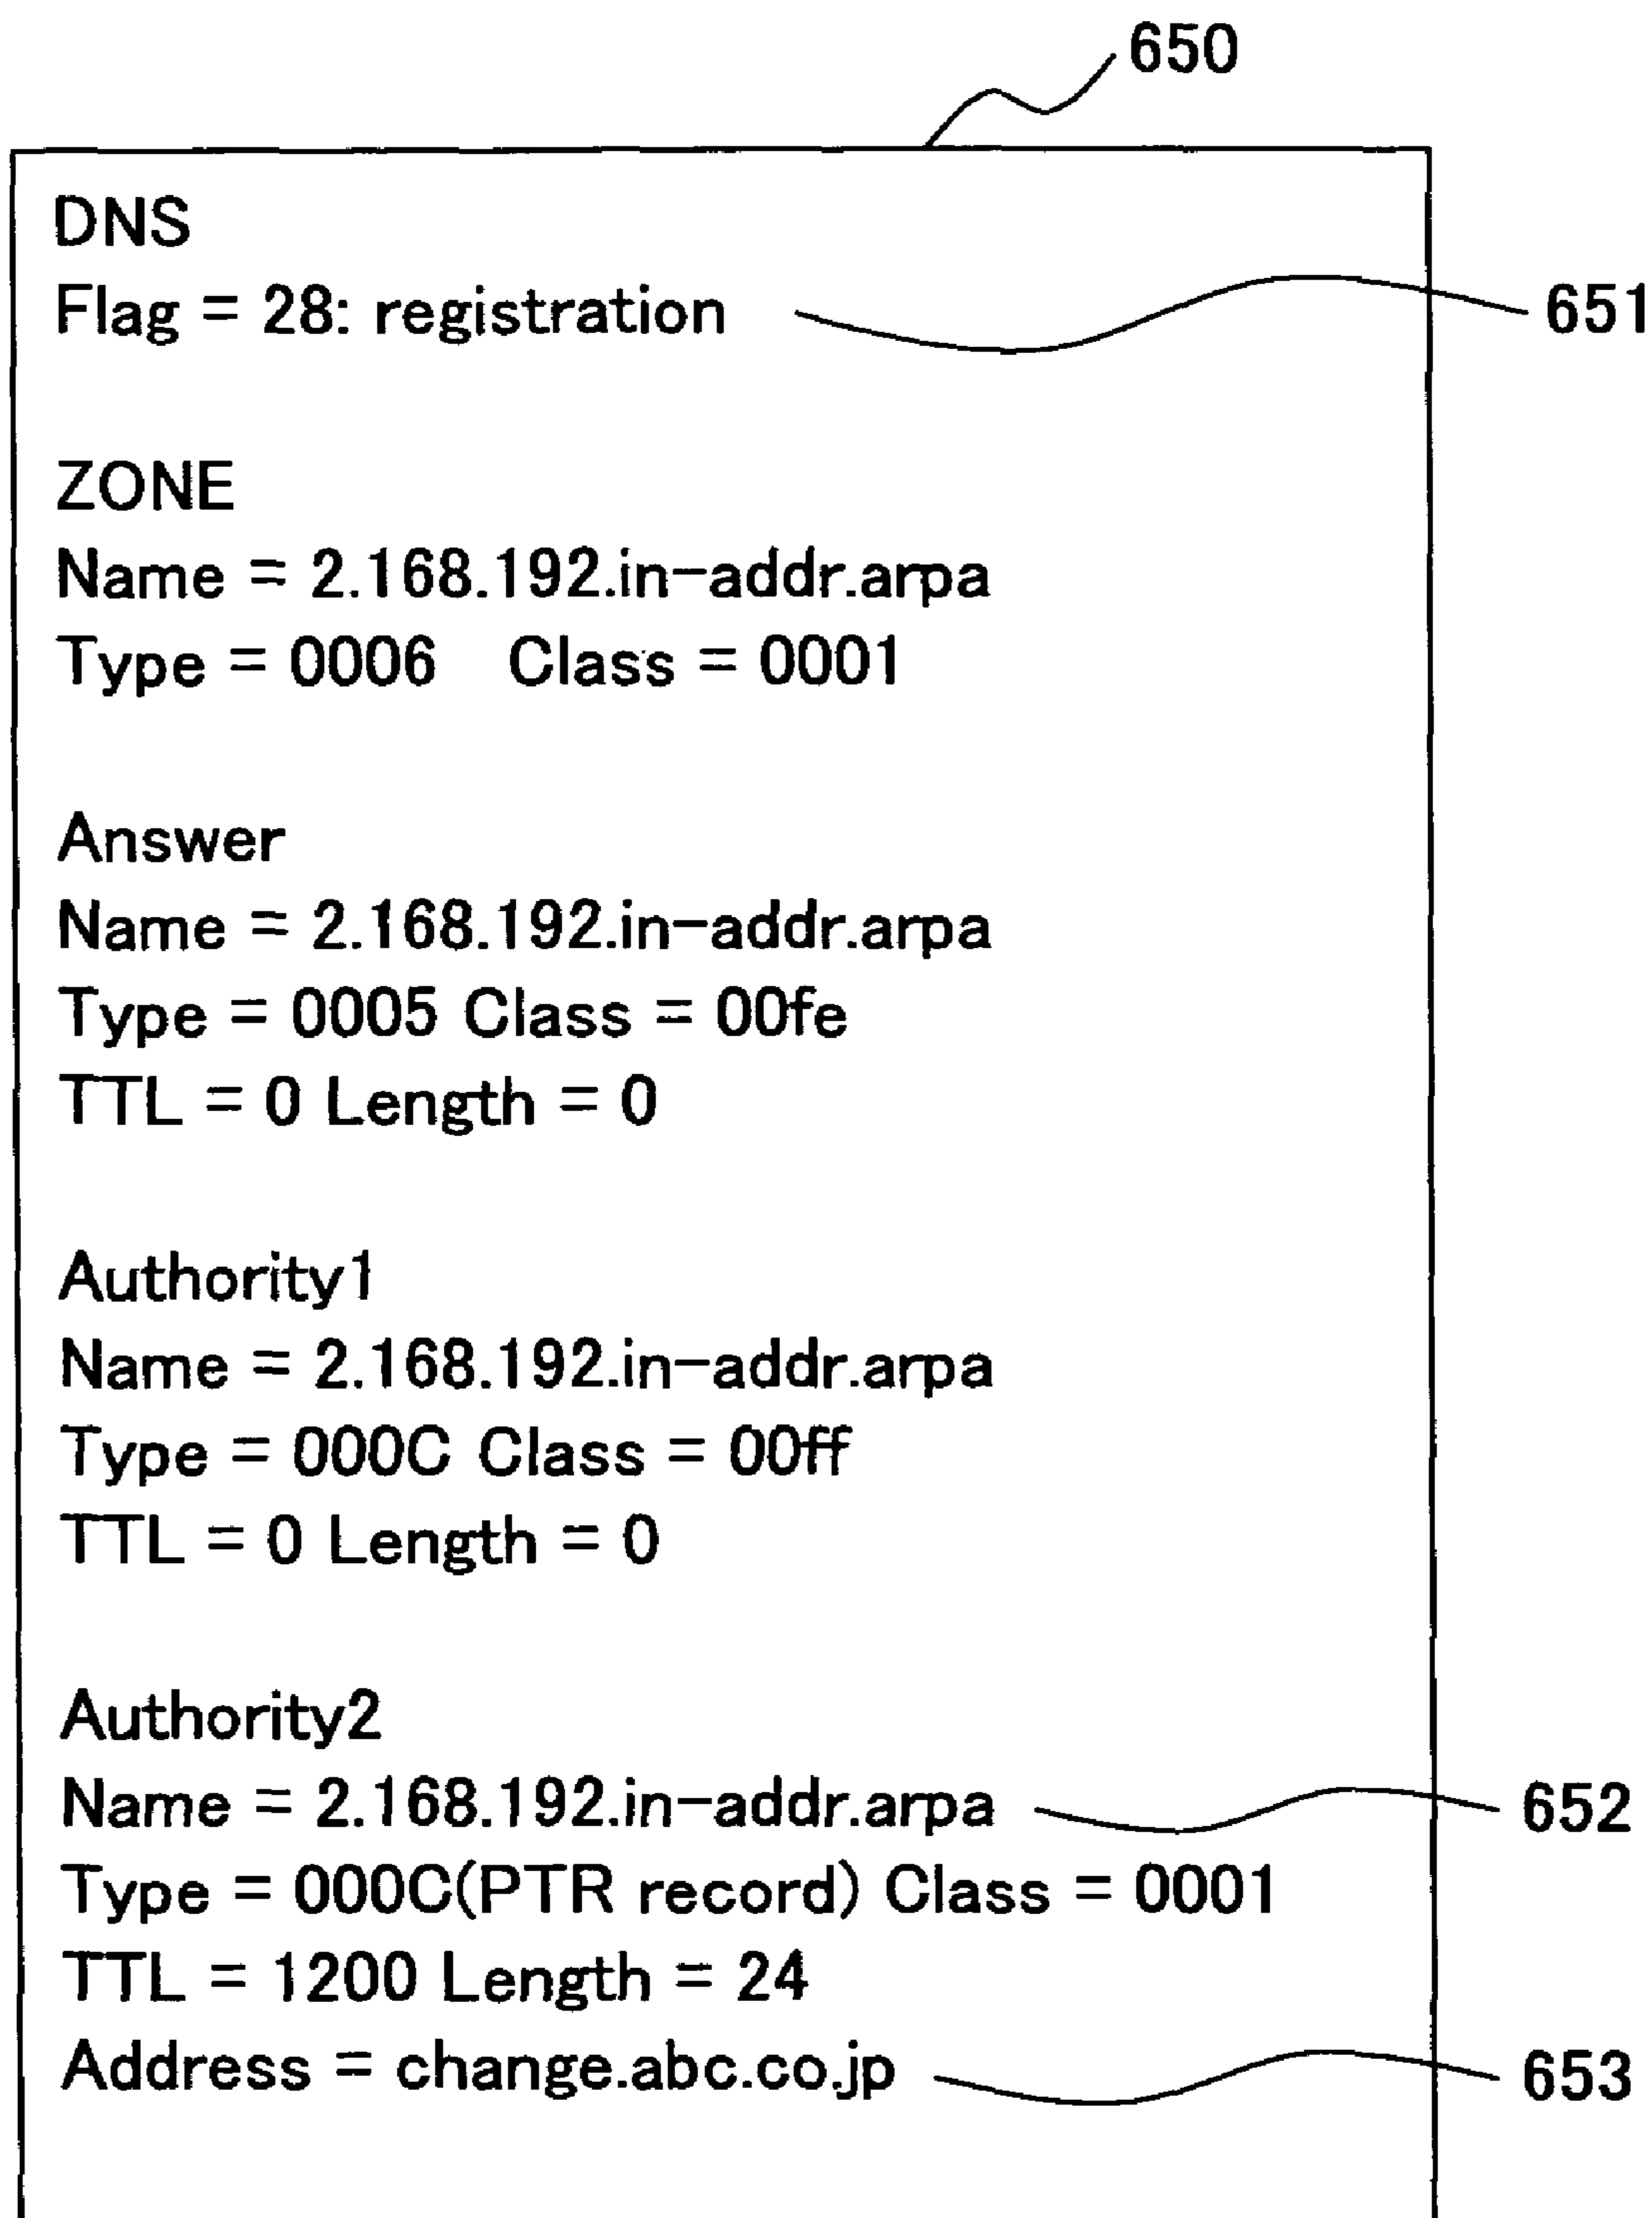 650
DNS
Flag = 28: registration
651
ZONE
Name = 2.168.192.in-addr.arpa
Type = 0006 Class = 0001
Answer
Name = 2.168.192.in-addr.arpa
Type = 0005 Class = 00fe
TTL = 0 Length = 0
Authority1
Name = 2.168.192.in-addr.arpa
Type = 000C Class = 00ff
TTL = 0 Length = 0
Authority2
Name = 2.168.192.in-addr.arpa
652
Type = 000C(PTR record) Class = 0001
TTL = 1200 Length = 24
Address = change.abc.co.jp
653